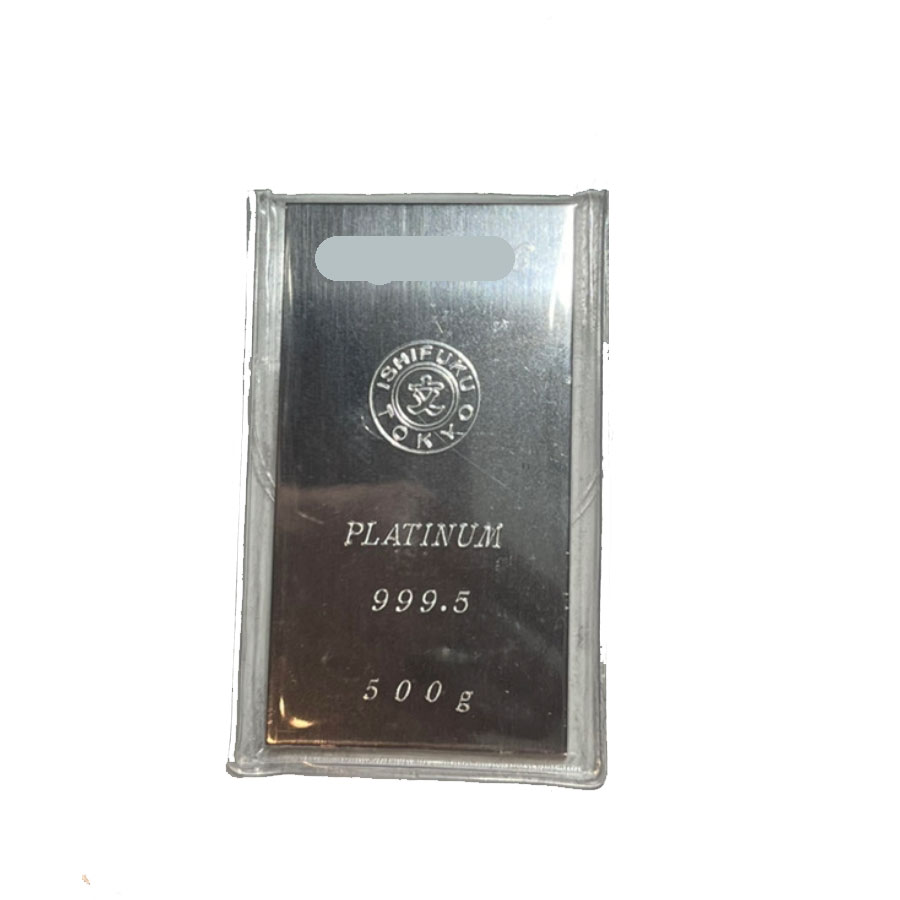 ISHIFUKU
文
TOKYO
PLATINUM
999.5
500g